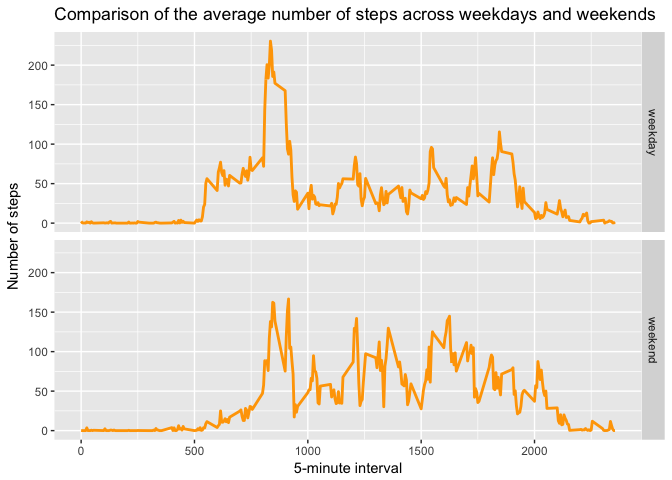 Comparison of the average number of steps across weekdays and weekends
Number of steps
200
150
100
50
0
weekday
200
150
100
50
0
weekend
0 500 1000 1500 2000
5-minute interval